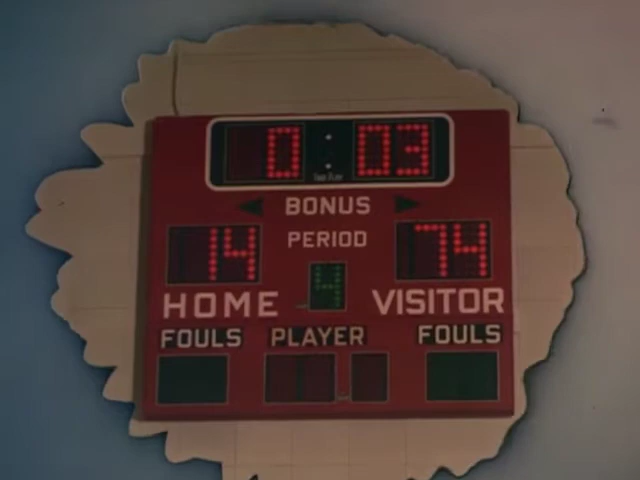 0:03
BONUS
14 PERIOD 74
4
HOME VISITOR
FOULS PLAYER FOULS